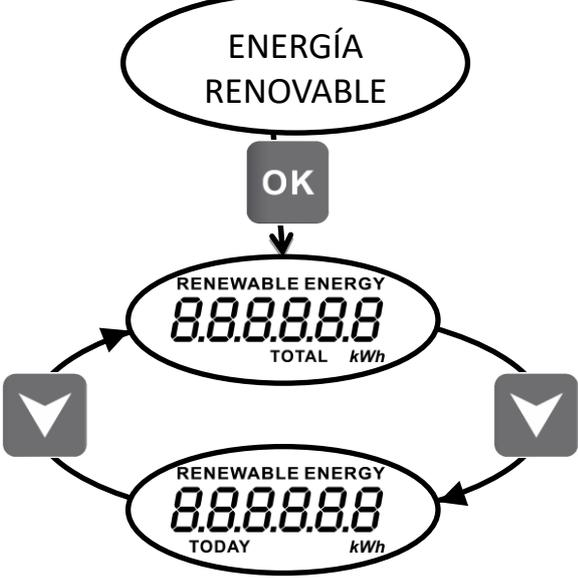 ENERGÍA
RENOVABLE
OK
RENEWABLE ENERGY
8.8.8.8.8.8
TOTAL kWh
RENEWABLE ENERGY
8.8.8.8.8.8
TODAY kWh